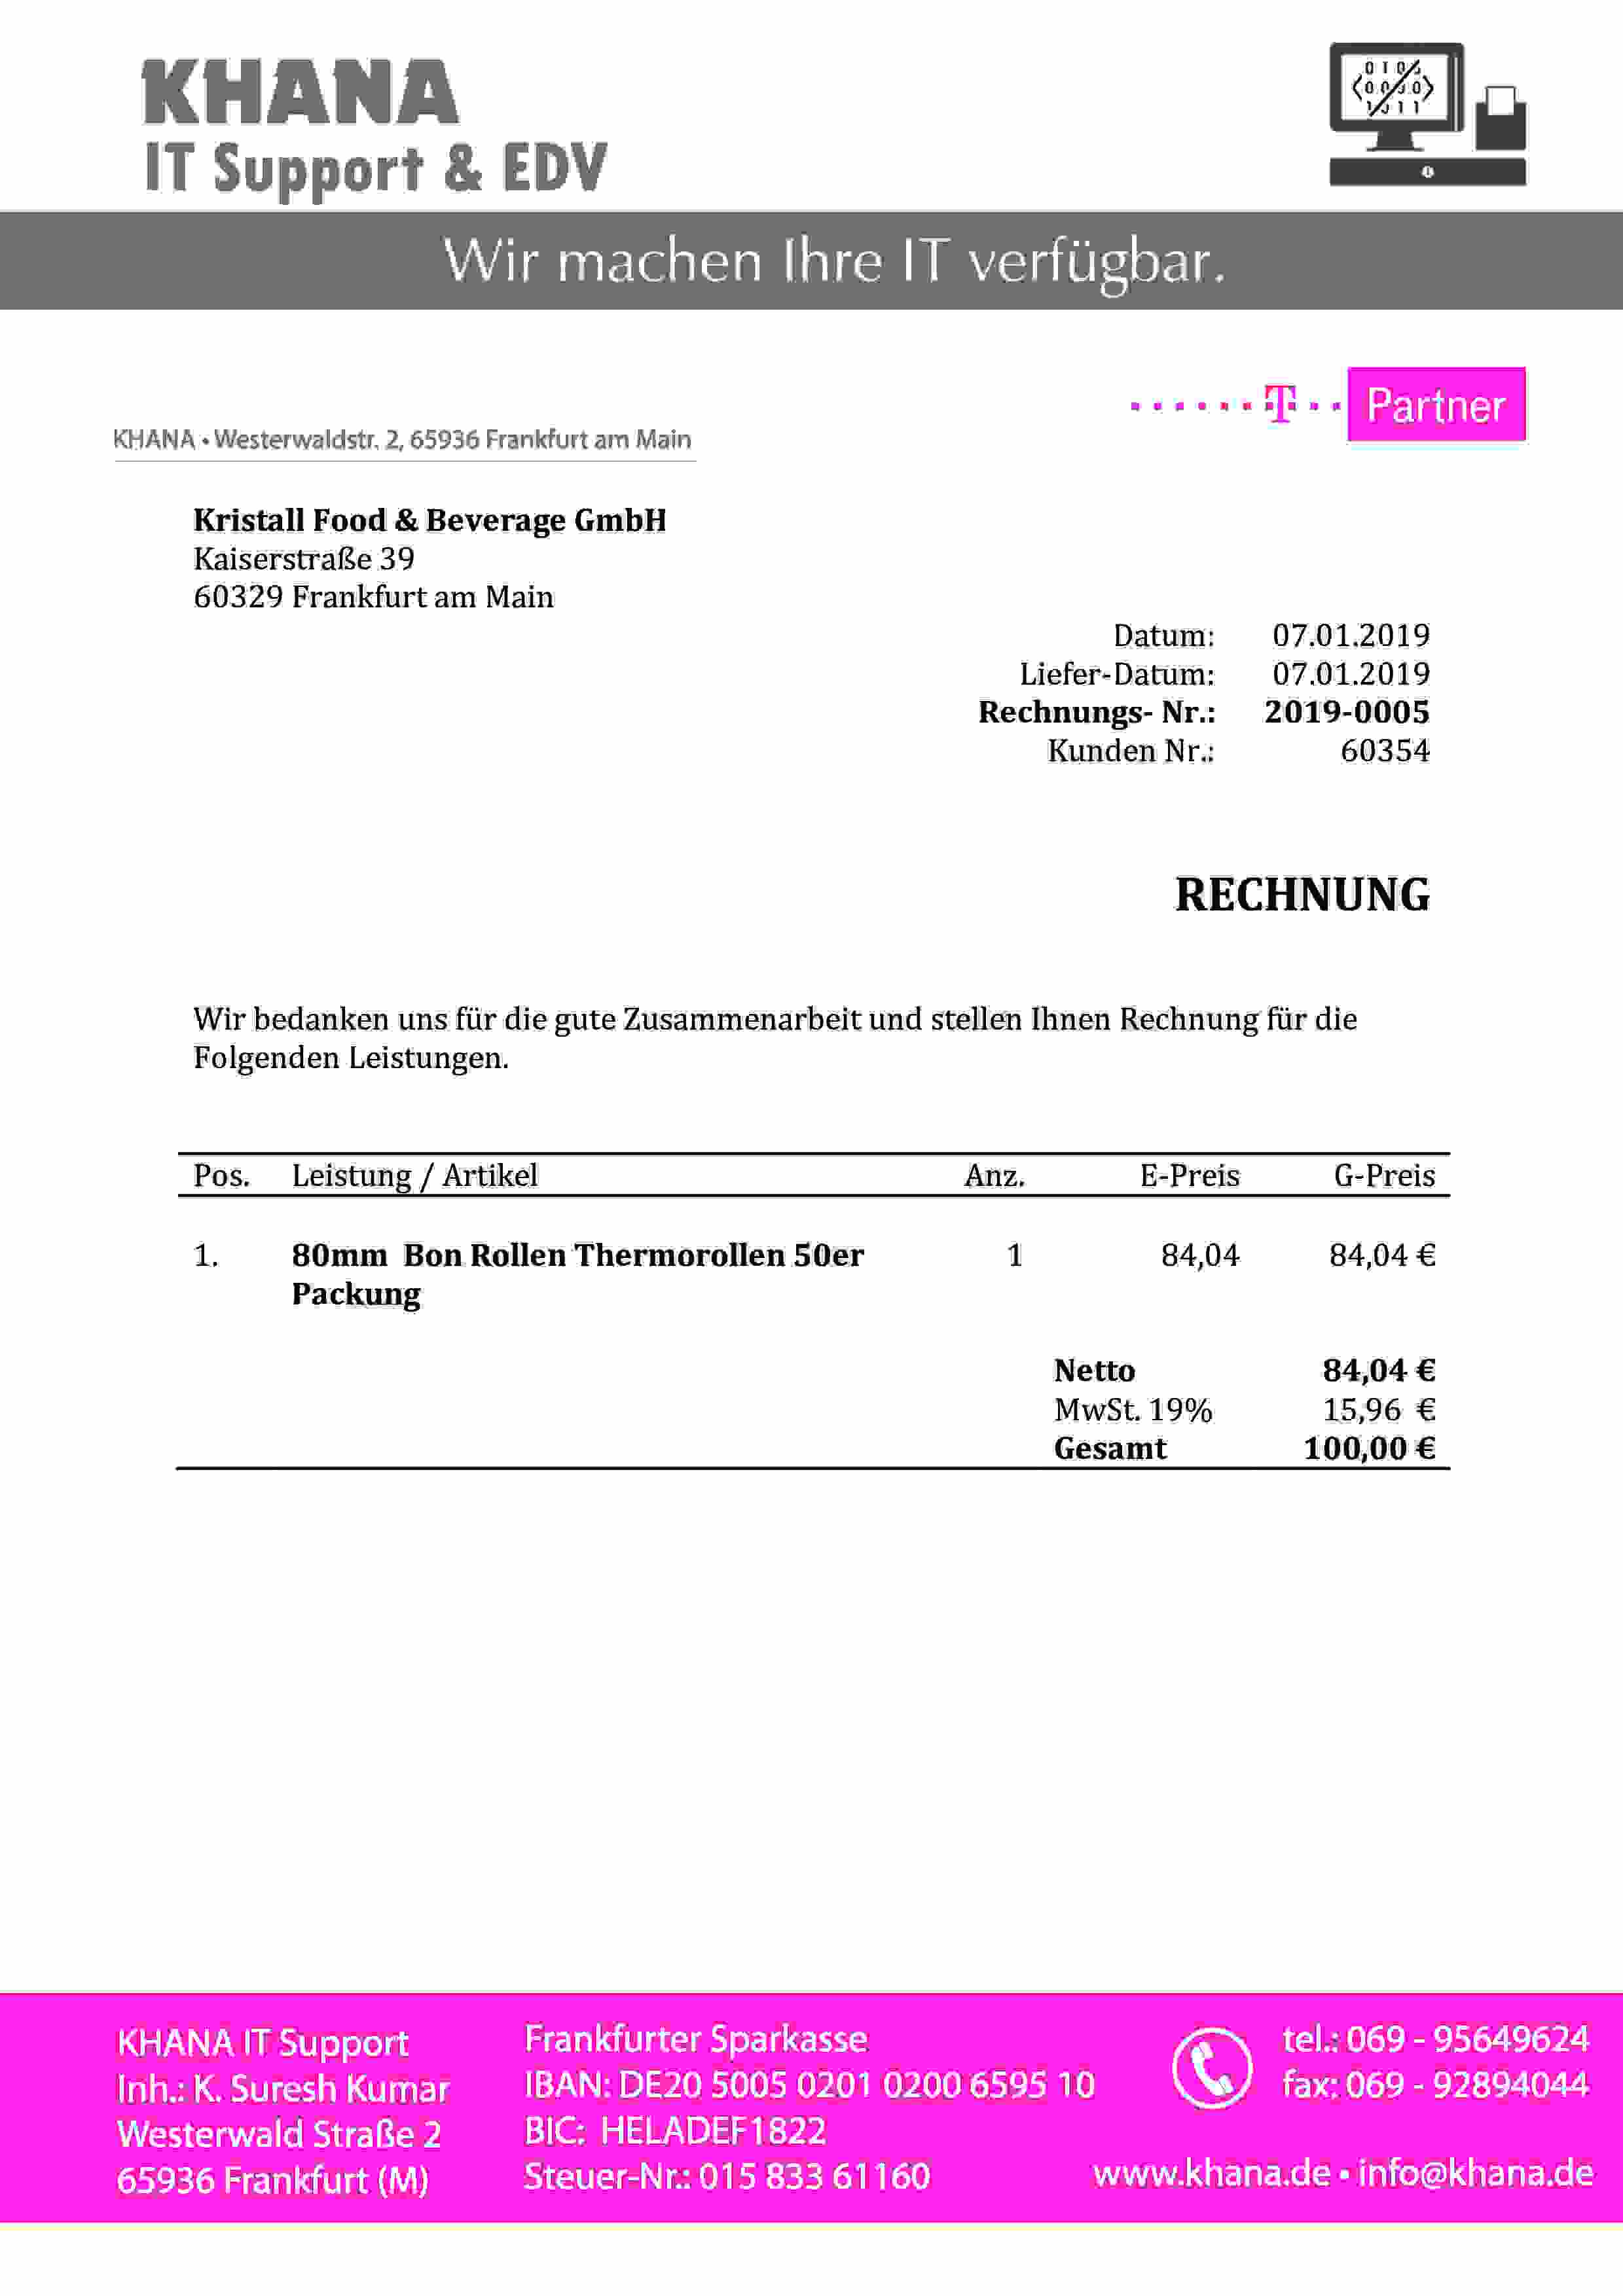 KHANA
IT Support & EDV
Wir machen Ihre IT verfügbar.
T Partner
KHANA • Westerwaldstr. 2, 65936 Frankfurt am Main
Kristall Food & Beverage GmbH
Kaiserstraße 39
60329 Frankfurt am Main
Datum: 07.01.2019
Liefer-Datum: 07.01.2019
Rechnungs- Nr.: 2019-0005
Kunden Nr.: 60354
RECHNUNG
Wir bedanken uns für die gute Zusammenarbeit und stellen Ihnen Rechnung für die
Folgenden Leistungen.
Pos. Leistung / Artikel Anz. E-Preis G-Preis
1. 80mm Bon Rollen Thermorollen 50er 1 84,04 84,04 €
Packung
Netto 84,04 €
MwSt. 19% 15,96 €
Gesamt 100,00 €
KHANA IT Support
Inh.: K. Suresh Kumar
Westerwald Straße 2
65936 Frankfurt (M)
Frankfurter Sparkasse
IBAN: DE20 5005 0201 0200 6595 10
BIC: HELADEF1822
Steuer-Nr.: 015 833 61160
tel.: 069 - 95649624
fax: 069 - 92894044
www.khana.de • info@khana.de